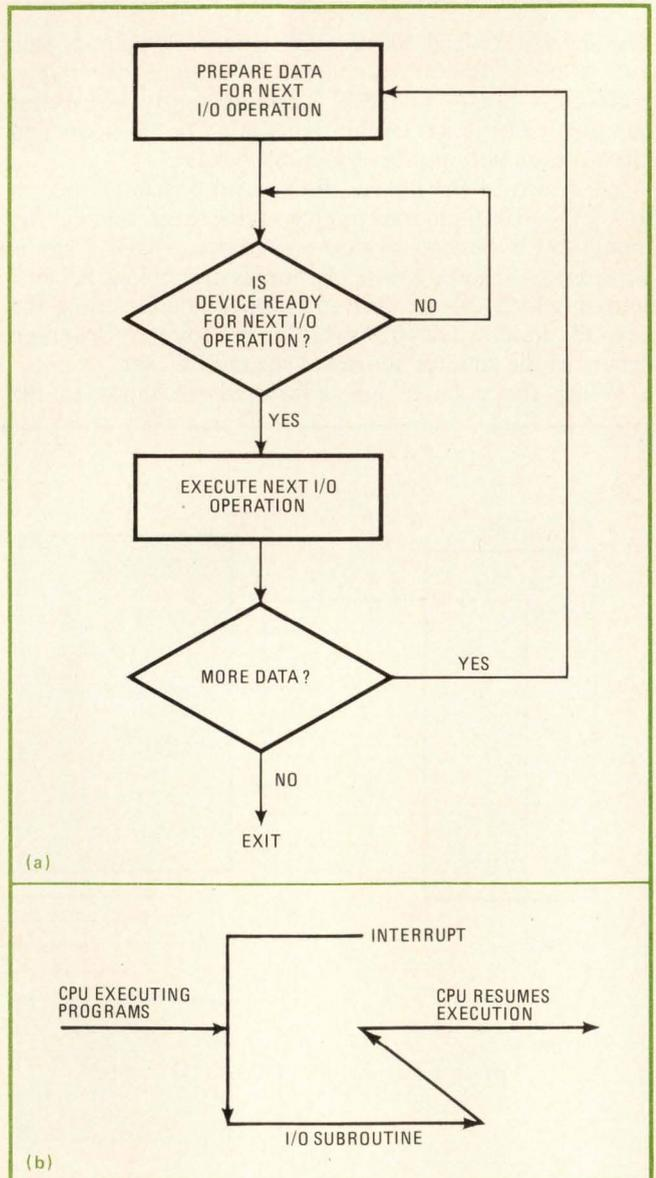 PREPARE DATA
FOR NEXT
I/O OPERATION
IS
DEVICE READY
FOR NEXT I/O
OPERATION?
NO
YES
EXECUTE NEXT I/O
OPERATION
MORE DATA?
YES
NO
EXIT
(a)
INTERRUPT
CPU EXECUTING
PROGRAMS
CPU RESUMES
EXECUTION
I/O SUBROUTINE
(b)